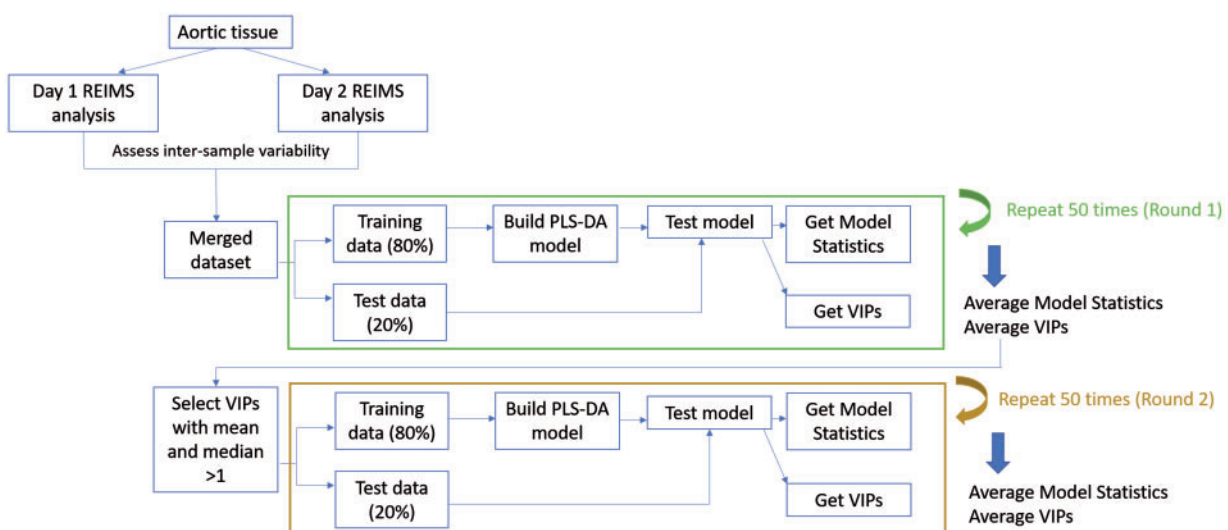 Aortic tissue
Day 1 REIMS
analysis
Day 2 REIMS
analysis
Assess inter-sample variability
Merged
dataset
Training
data (80%)
Build PLS-DA
model
Test model
Get Model
Statistics
Test data
(20%)
Get VIPs
Repeat 50 times (Round 1)
Average Model Statistics
Average VIPs
Select VIPs
with mean
and median
>1
Training
data (80%)
Build PLS-DA
model
Test model
Get Model
Statistics
Test data
(20%)
Get VIPs
Repeat 50 times (Round 2)
Average Model Statistics
Average VIPs